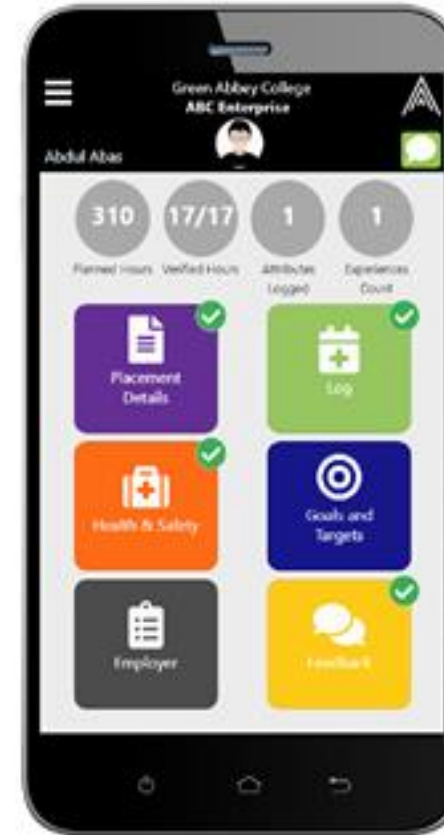 Green Abbey College
ABC Enterprise
Abdul Abas
310
17/17
1
1
Planned Hours
Verified Hours
Attributes
Logged
Experiences
Count
Placement
Details
Log
Health & Safety
Goals and
Targets
Employer
Feedback